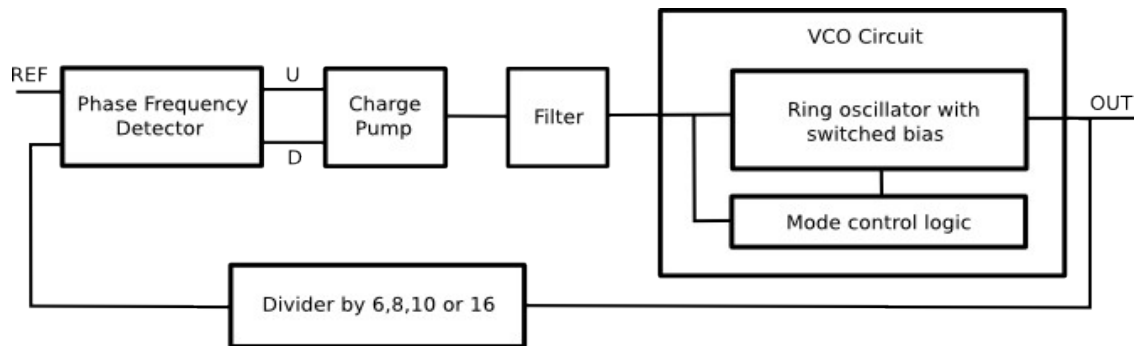 VCO Circuit
REF
Phase Frequency
Detector
U
D
Charge
Pump
Filter
Ring oscillator with
switched bias
OUT
Mode control logic
Divider by 6,8,10 or 16